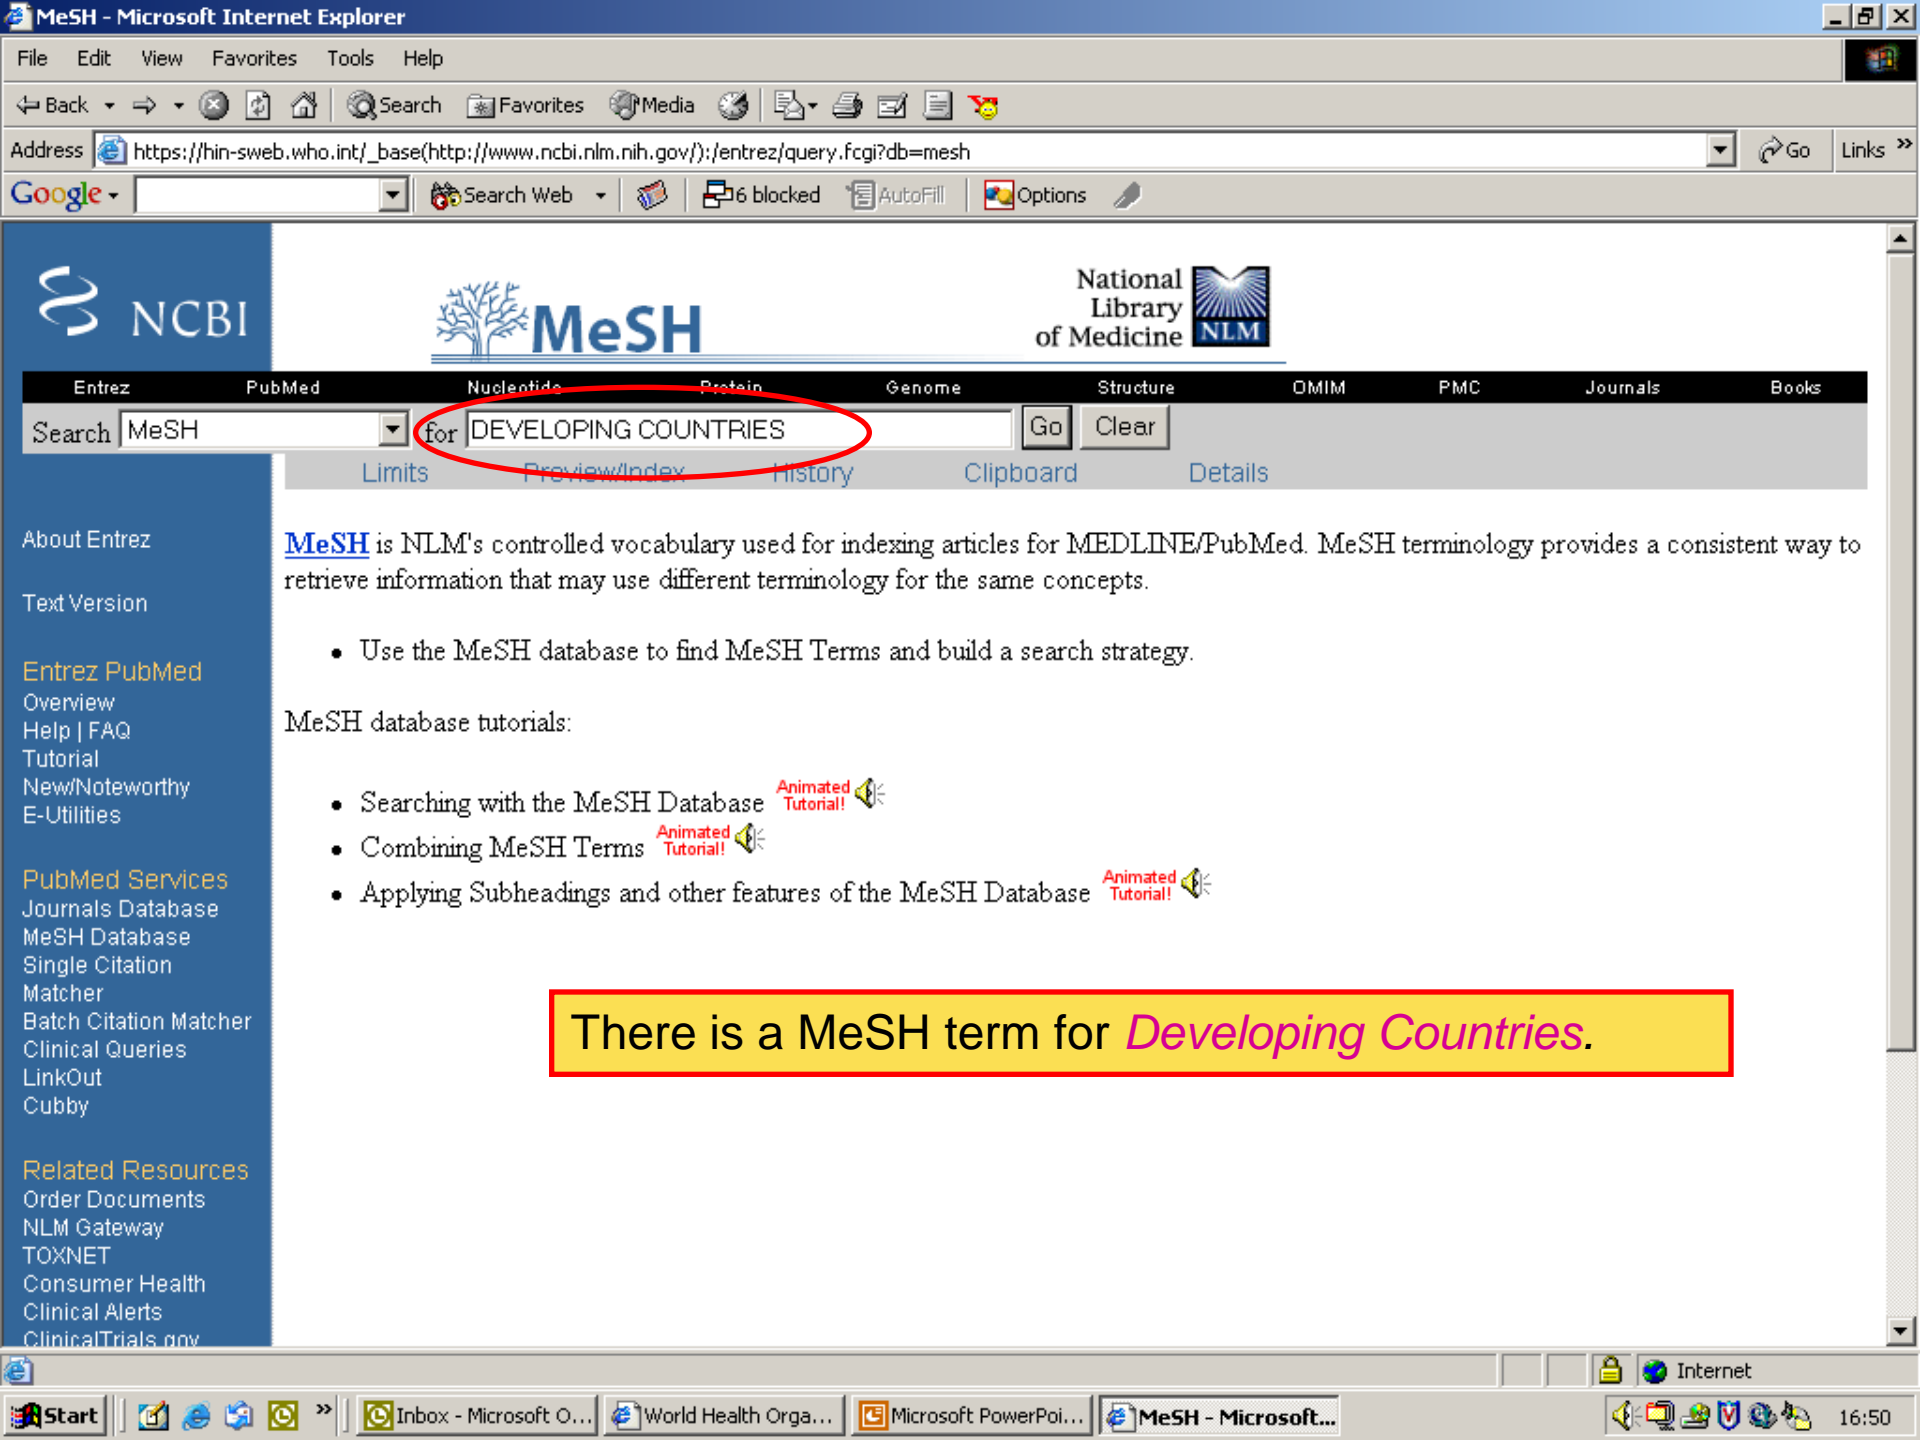 MeSH - Microsoft Internet Explorer
File Edit View Favorites Tools Help
Back Search Favorites Media
Address https://hin-sweb.who.int/_base(http://www.ncbi.nlm.nih.gov/):/entrez/query.fcgi?db=mesh Go Links »
Google Search Web 6 blocked AutoFill Options
NCBI
MeSH
National
Library
of Medicine NLM
Entrez PubMed Nucleotide Protein Genome Structure OMIM PMC Journals Books
Search MeSH for DEVELOPING COUNTRIES Go Clear
Limits Preview/Index History Clipboard Details
About Entrez
Text Version
Entrez PubMed
Overview
Help | FAQ
Tutorial
New/Noteworthy
E-Utilities
PubMed Services
Journals Database
MeSH Database
Single Citation
Matcher
Batch Citation Matcher
Clinical Queries
LinkOut
Cubby
Related Resources
Order Documents
NLM Gateway
TOXNET
Consumer Health
Clinical Alerts
ClinicalTrials.gov
MeSH is NLM's controlled vocabulary used for indexing articles for MEDLINE/PubMed. MeSH terminology provides a consistent way to
retrieve information that may use different terminology for the same concepts.
• Use the MeSH database to find MeSH Terms and build a search strategy.
MeSH database tutorials:
• Searching with the MeSH Database Animated Tutorial!
• Combining MeSH Terms Animated Tutorial!
• Applying Subheadings and other features of the MeSH Database Animated Tutorial!
There is a MeSH term for Developing Countries.
Internet
Start » Inbox - Microsoft O... World Health Orga... Microsoft PowerPoi... MeSH - Microsoft... 16:50